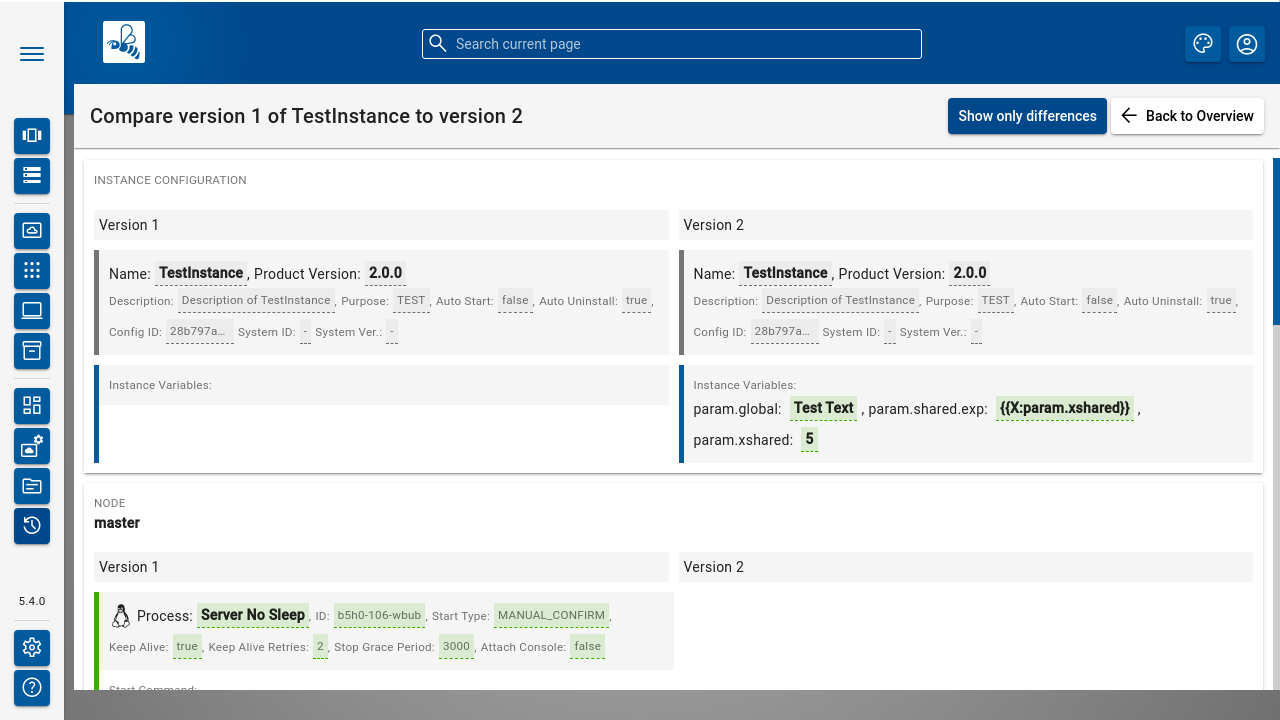 Search current page
Compare version 1 of TestInstance to version 2
Show only differences
Back to Overview
INSTANCE CONFIGURATION
Version 1
Version 2
Name: TestInstance, Product Version: 2.0.0
Description: Description of TestInstance, Purpose: TEST, Auto Start: false, Auto Uninstall: true,
Config ID: 28b797a... System ID: - System Ver.: -
Name: TestInstance, Product Version: 2.0.0
Description: Description of TestInstance, Purpose: TEST, Auto Start: false, Auto Uninstall: true,
Config ID: 28b797a... System ID: - System Ver.: -
Instance Variables:
Instance Variables:
param.global: Test Text , param.shared.exp: {{X:param.xshared}} ,
param.xshared: 5
NODE
master
Version 1
Version 2
Process: Server No Sleep, ID: b5h0-106-wbub, Start Type: MANUAL_CONFIRM,
Keep Alive: true, Keep Alive Retries: 2, Stop Grace Period: 3000, Attach Console: false
Start Command:
5.4.0